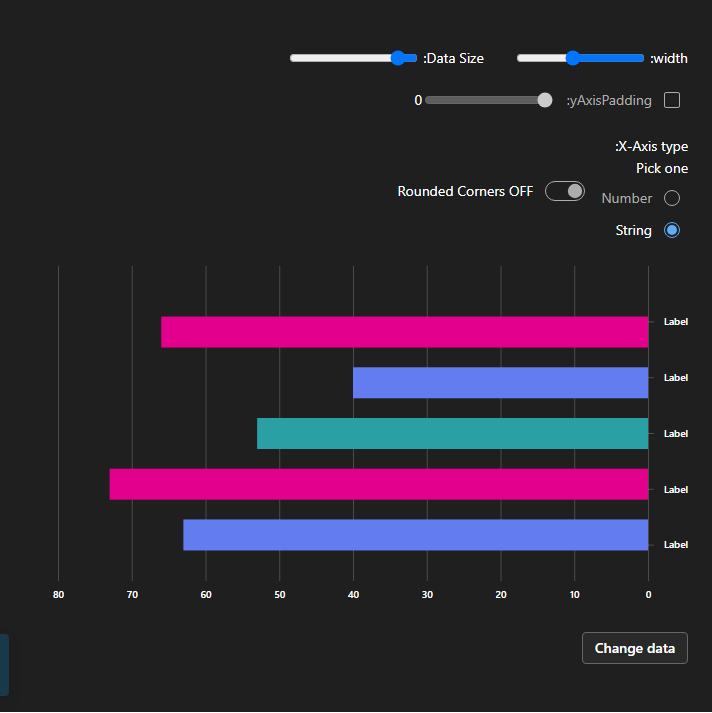 :width
:Data Size
:yAxisPadding
0
:X-Axis type
Pick one
Number
Rounded Corners OFF
String
Label
Label
Label
Label
Label
80 70 60 50 40 30 20 10 0
Change data